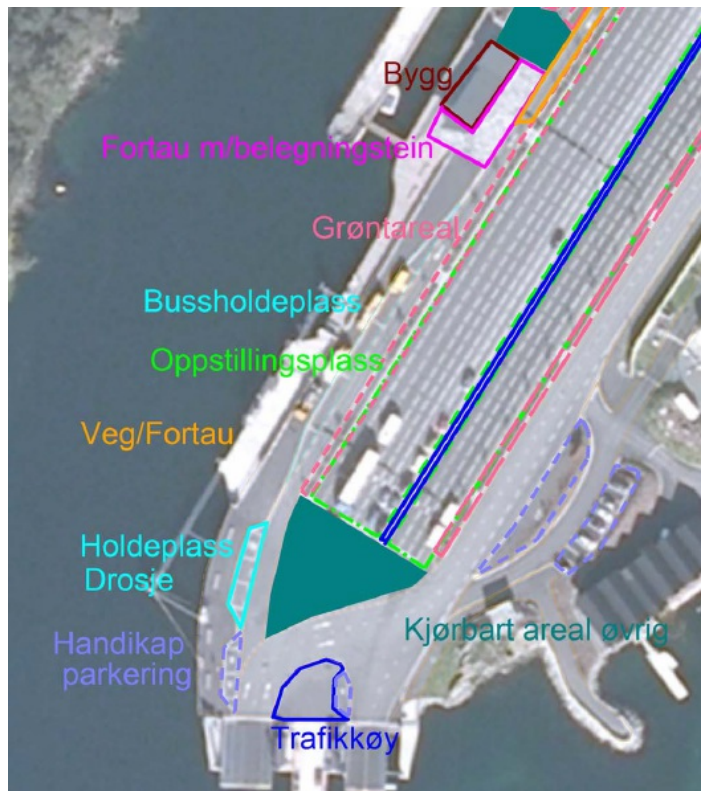 Bygg
Fortau m/belegningstein
Grøntareal
Bussholdeplass
Oppstillingsplass
Veg/Fortau
Holdeplass
Drosje
Handikap
parkering
Kjørbart areal øvrig
Trafikkøy